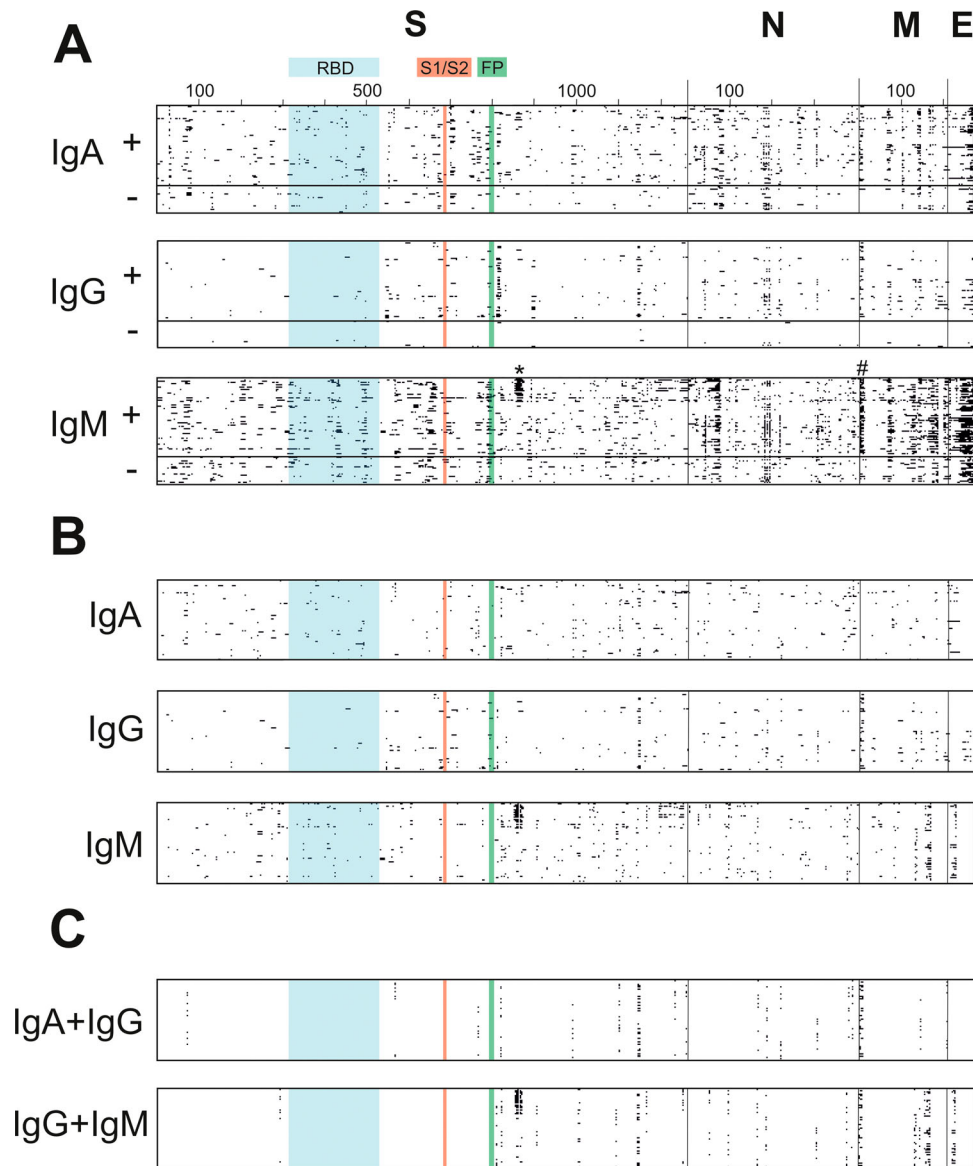 S N M E
A
RBD S1/S2 FP
100 500 1000 100 100
IgA +
-
IgG +
-
* #
IgM +
-
B
IgA
IgG
IgM
C
IgA+IgG
IgG+IgM